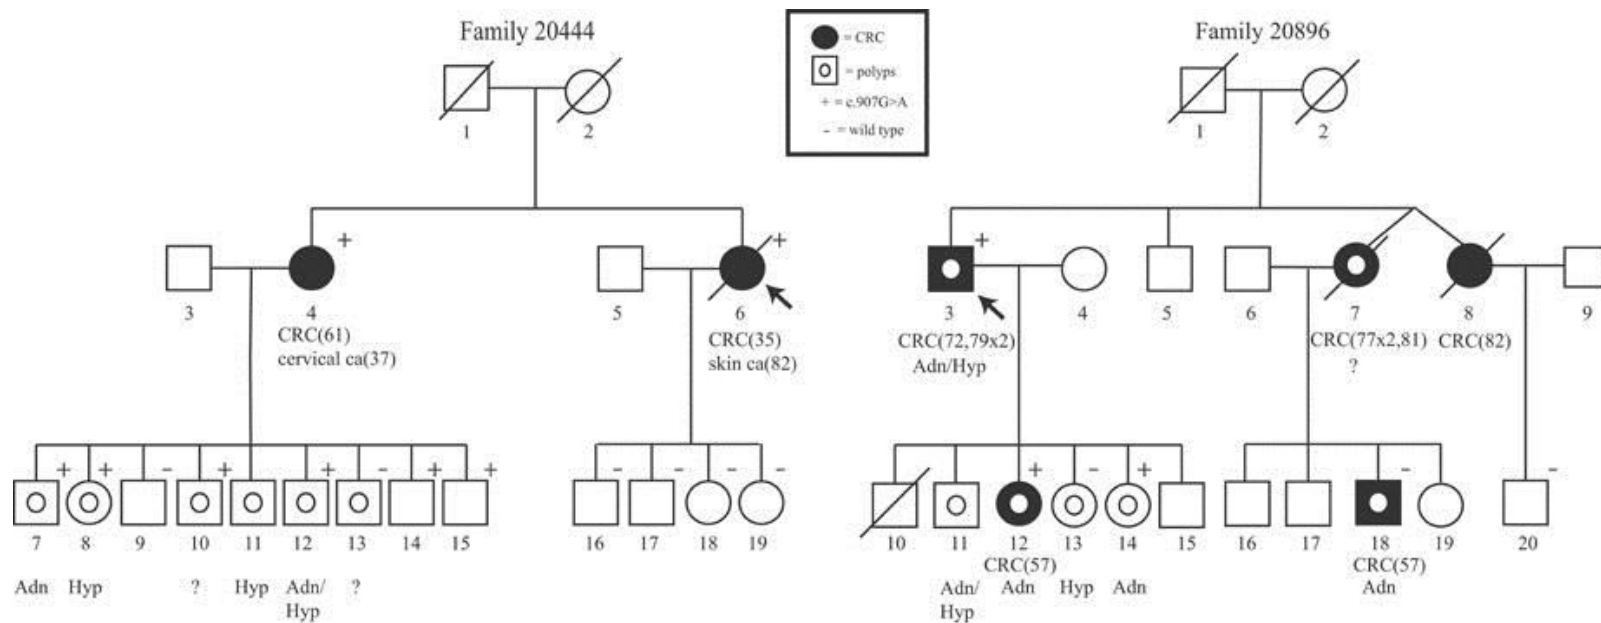 Family 20444
Family 20896
= CRC
= polyps
+ = c.907G>A
- = wild type
1 2
1 2
+ + +
3 4 5 6
CRC(61)
cervical ca(37)
CRC(35)
skin ca(82)
3 4 5 6 7 8 9
CRC(72,79x2)
Adn/Hyp
CRC(77x2,81)
?
CRC(82)
+ + - + + - + +
- - - -
+ - + - -
7 8 9 10 11 12 13 14 15
16 17 18 19
10 11 12 13 14 15 16 17 18 19 20
CRC(57)
CRC(57)
Adn Hyp ? Hyp Adn/ ?
Hyp
Adn/ Adn Hyp Adn Adn
Hyp